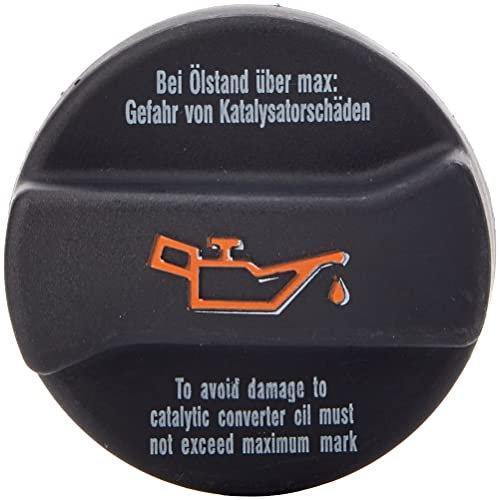 Bei Ölstand über max:
Gefahr von Katalysatorschäden
To avoid damage to
catalytic converter oil must
not exceed maximum mark